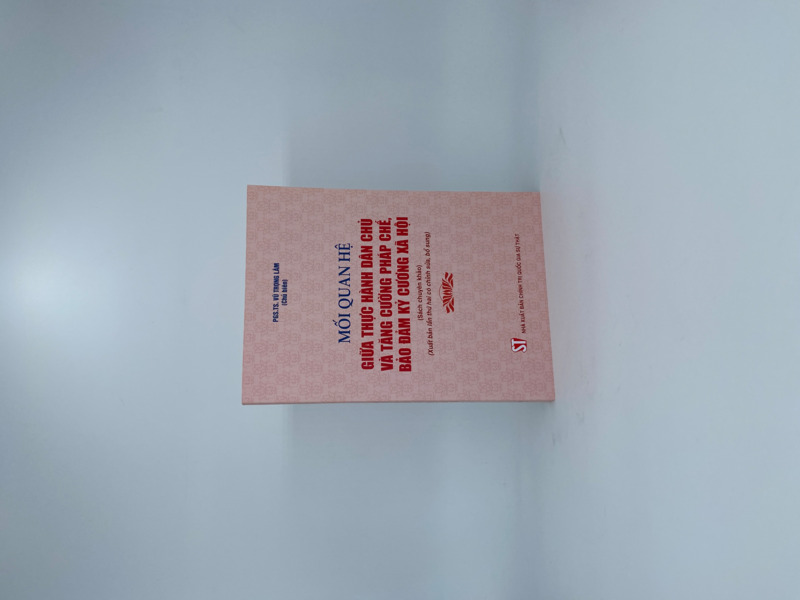 PGS.TS. VŨ TRỌNG LÂM
(Chủ biên)
MỐI QUAN HỆ
GIỮA THỰC HÀNH DÂN CHỦ
VÀ TĂNG CƯỜNG PHÁP CHẾ,
BẢO ĐẢM KỶ CƯƠNG XÃ HỘI
(Sách chuyên khảo)
(Xuất bản lần thứ hai có chỉnh sửa, bổ sung)
ST
NHÀ XUẤT BẢN CHÍNH TRỊ QUỐC GIA SỰ THẬT